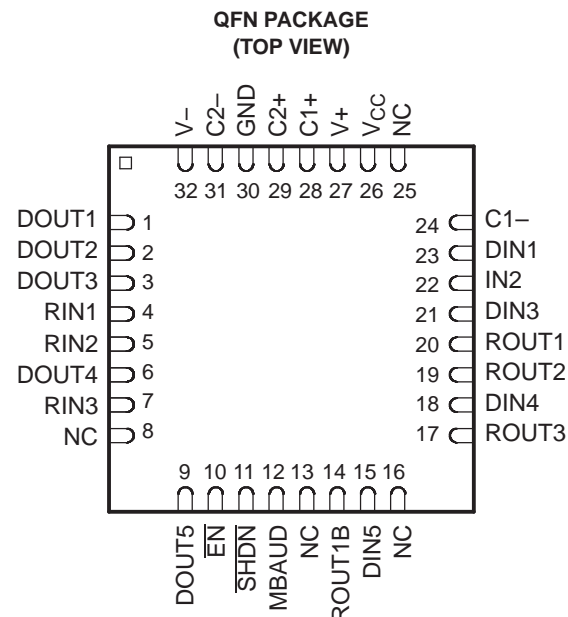 QFN PACKAGE
(TOP VIEW)
V–
C2–
GND
C2+
C1+
V+
VCC
NC
32 31 30 29 28 27 26 25
DOUT1 1
DOUT2 2
DOUT3 3
RIN1 4
RIN2 5
DOUT4 6
RIN3 7
NC 8
24 C1–
23 DIN1
22 IN2
21 DIN3
20 ROUT1
19 ROUT2
18 DIN4
17 ROUT3
9 10 11 12 13 14 15 16
DOUT5
EN
SHDN
MBAUD
NC
ROUT1B
DIN5
NC